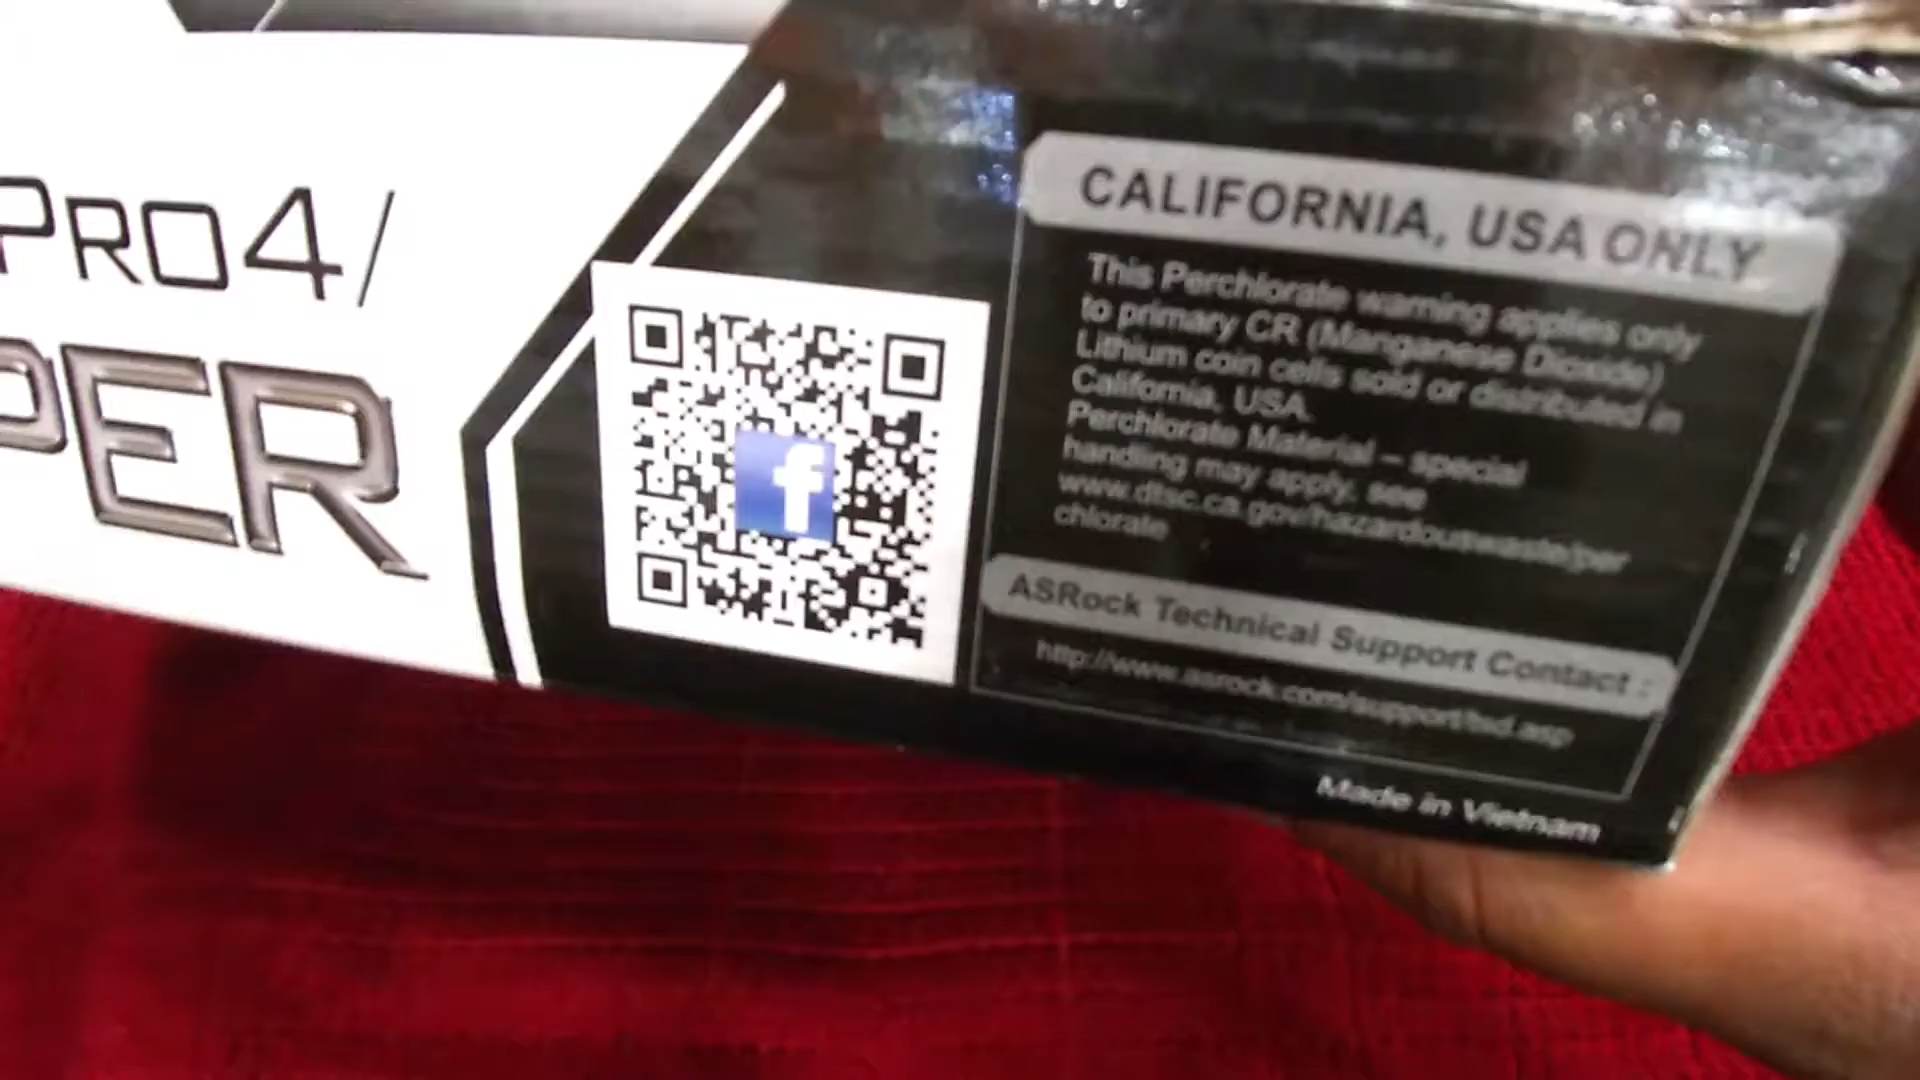 PRO4/
PER
f
CALIFORNIA, USA ONLY
This Perchlorate warning applies only
to primary CR (Manganese Dioxide)
Lithium coin cells sold or distributed in
California, USA.
Perchlorate Material – special
handling may apply, see
www.dtsc.ca.gov/hazardouswaste/per
chlorate
ASRock Technical Support Contact :
http://www.asrock.com/support/tsd.asp
Made in Vietnam